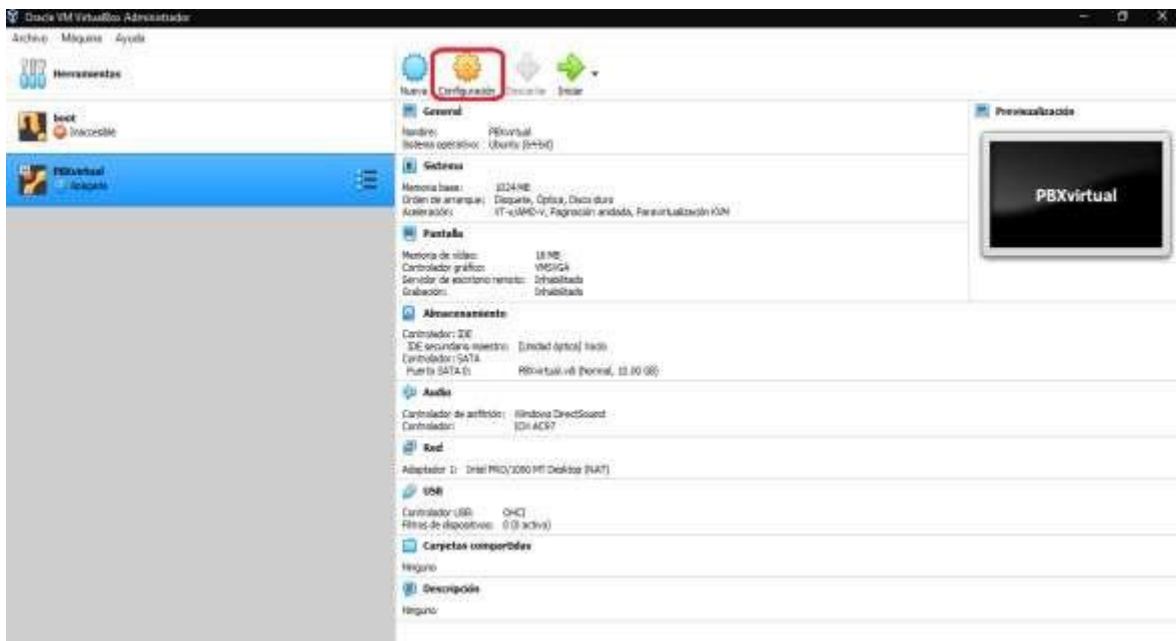 Oracle VM VirtualBox Administrador
Archivo Máquina Ayuda
Herramientas
Nueva Configuración Descartar Iniciar
boot
Inaccesible
PBXvirtual
Apagada
General
Nombre: PBXvirtual
Sistema operativo: Ubuntu (64-bit)
Sistema
Memoria base: 1024 MB
Orden de arranque: Disquete, Óptica, Disco duro
Aceleración: VT-x/AMD-V, Paginación anidada, Paravirtualización KVM
Pantalla
Memoria de vídeo: 16 MB
Controlador gráfico: VMSVGA
Servidor de escritorio remoto: Inhabilitado
Grabación: Inhabilitado
Almacenamiento
Controlador: IDE
IDE secundario maestro: [Unidad óptica] Vacío
Controlador: SATA
Puerto SATA 0: PBXvirtual.vdi (Normal, 10.00 GB)
Audio
Controlador de anfitrión: Windows DirectSound
Controlador: ICH AC97
Red
Adaptador 1: Intel PRO/1000 MT Desktop (NAT)
USB
Controlador USB: OHCI
Filtros de dispositivos: 0 (0 activo)
Carpetas compartidas
Ninguno
Descripción
Ninguno
Previsualización
PBXvirtual